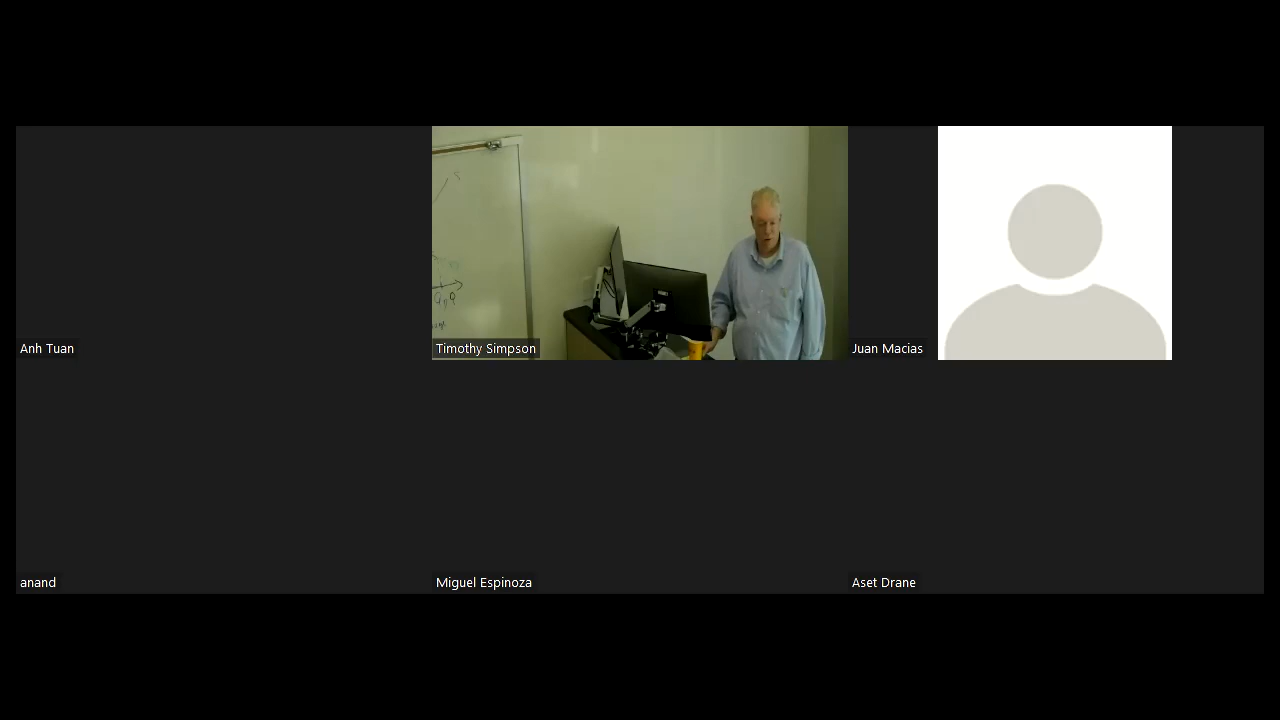 Anh Tuan
Timothy Simpson
Juan Macias
anand
Miguel Espinoza
Aset Drane